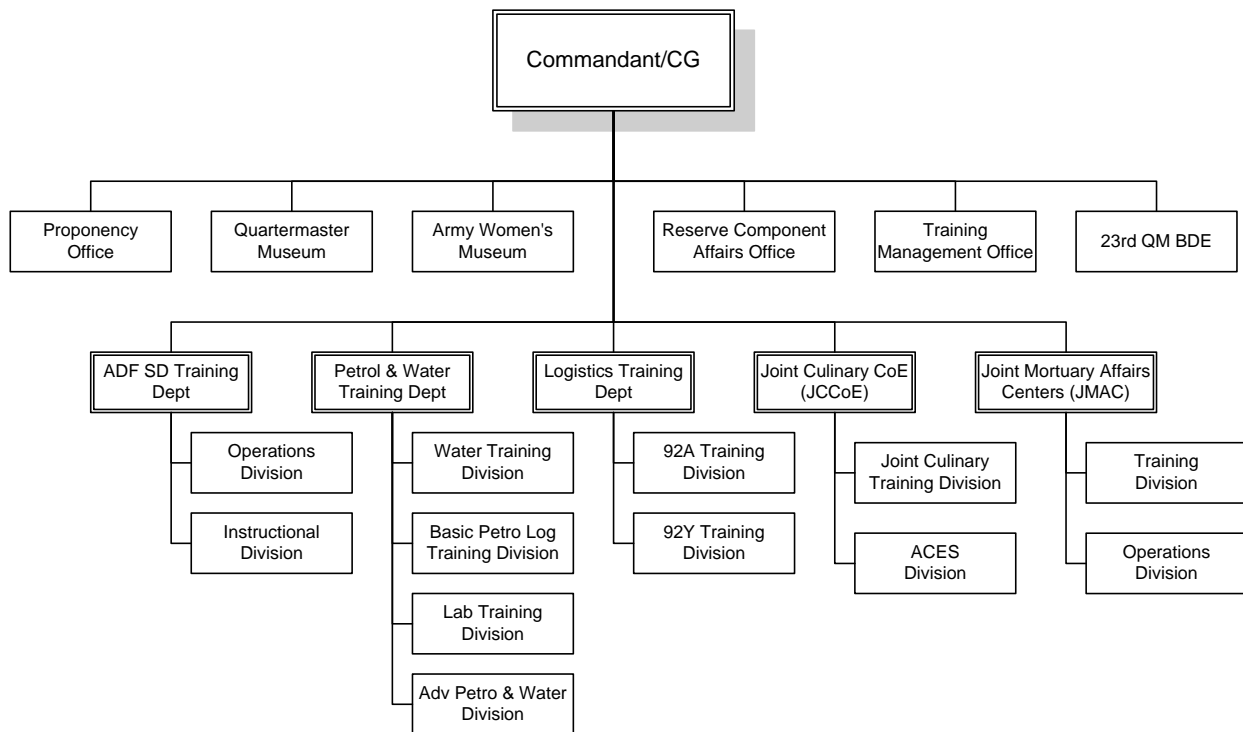 Commandant/CG
Proponency
Office
Quartermaster
Museum
Army Women's
Museum
Reserve Component
Affairs Office
Training
Management Office
23rd QM BDE
ADF SD Training
Dept
Petrol & Water
Training Dept
Logistics Training
Dept
Joint Culinary CoE
(JCCoE)
Joint Mortuary Affairs
Centers (JMAC)
Operations
Division
Instructional
Division
Water Training
Division
Basic Petro Log
Training Division
Lab Training
Division
Adv Petro & Water
Division
92A Training
Division
92Y Training
Division
Joint Culinary
Training Division
ACES
Division
Training
Division
Operations
Division